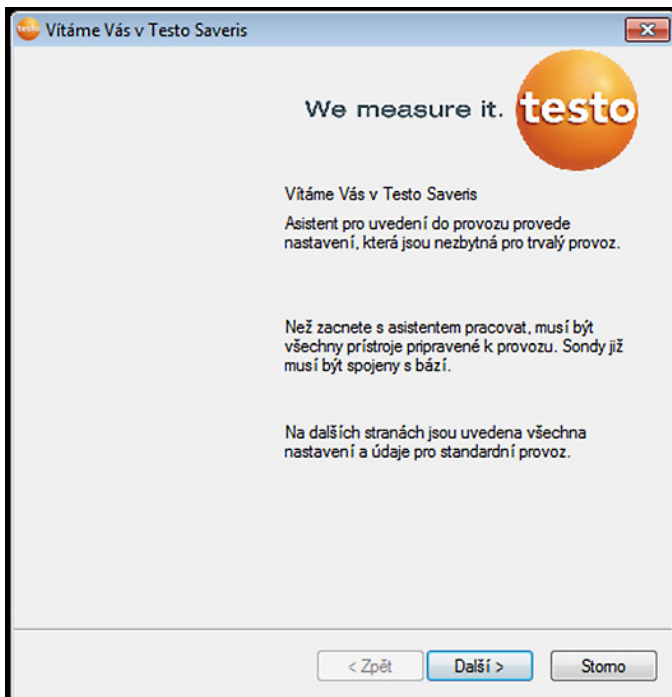 Vítáme Vás v Testo Saveris
We measure it. testo
Vítáme Vás v Testo Saveris
Asistent pro uvedení do provozu provede
nastavení, která jsou nezbytná pro trvalý provoz.
Než zacnete s asistentem pracovat, musí být
všechny prístroje pripravené k provozu. Sondy již
musí být spojeny s bází.
Na dalších stranách jsou uvedena všechna
nastavení a údaje pro standardní provoz.
< Zpět Další > Storno